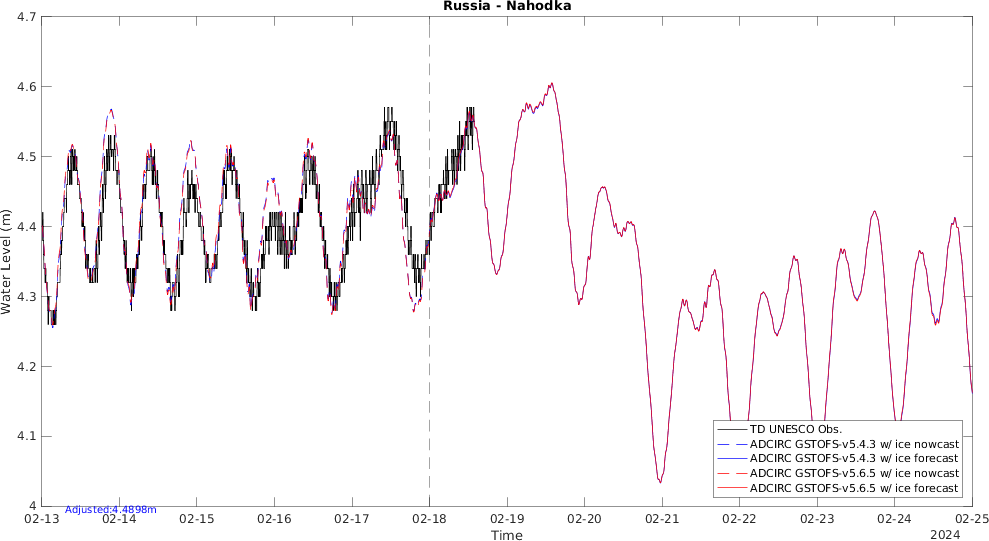 Russia - Nahodka
4.7
4.6
4.5
4.4
4.3
4.2
4.1
4
Water Level (m)
TD UNESCO Obs.
ADCIRC GSTOFS-v5.4.3 w/ ice nowcast
ADCIRC GSTOFS-v5.4.3 w/ ice forecast
ADCIRC GSTOFS-v5.6.5 w/ ice nowcast
ADCIRC GSTOFS-v5.6.5 w/ ice forecast
Adjusted:4.4898m
02-13 02-14 02-15 02-16 02-17 02-18 02-19 02-20 02-21 02-22 02-23 02-24 02-25
Time
2024